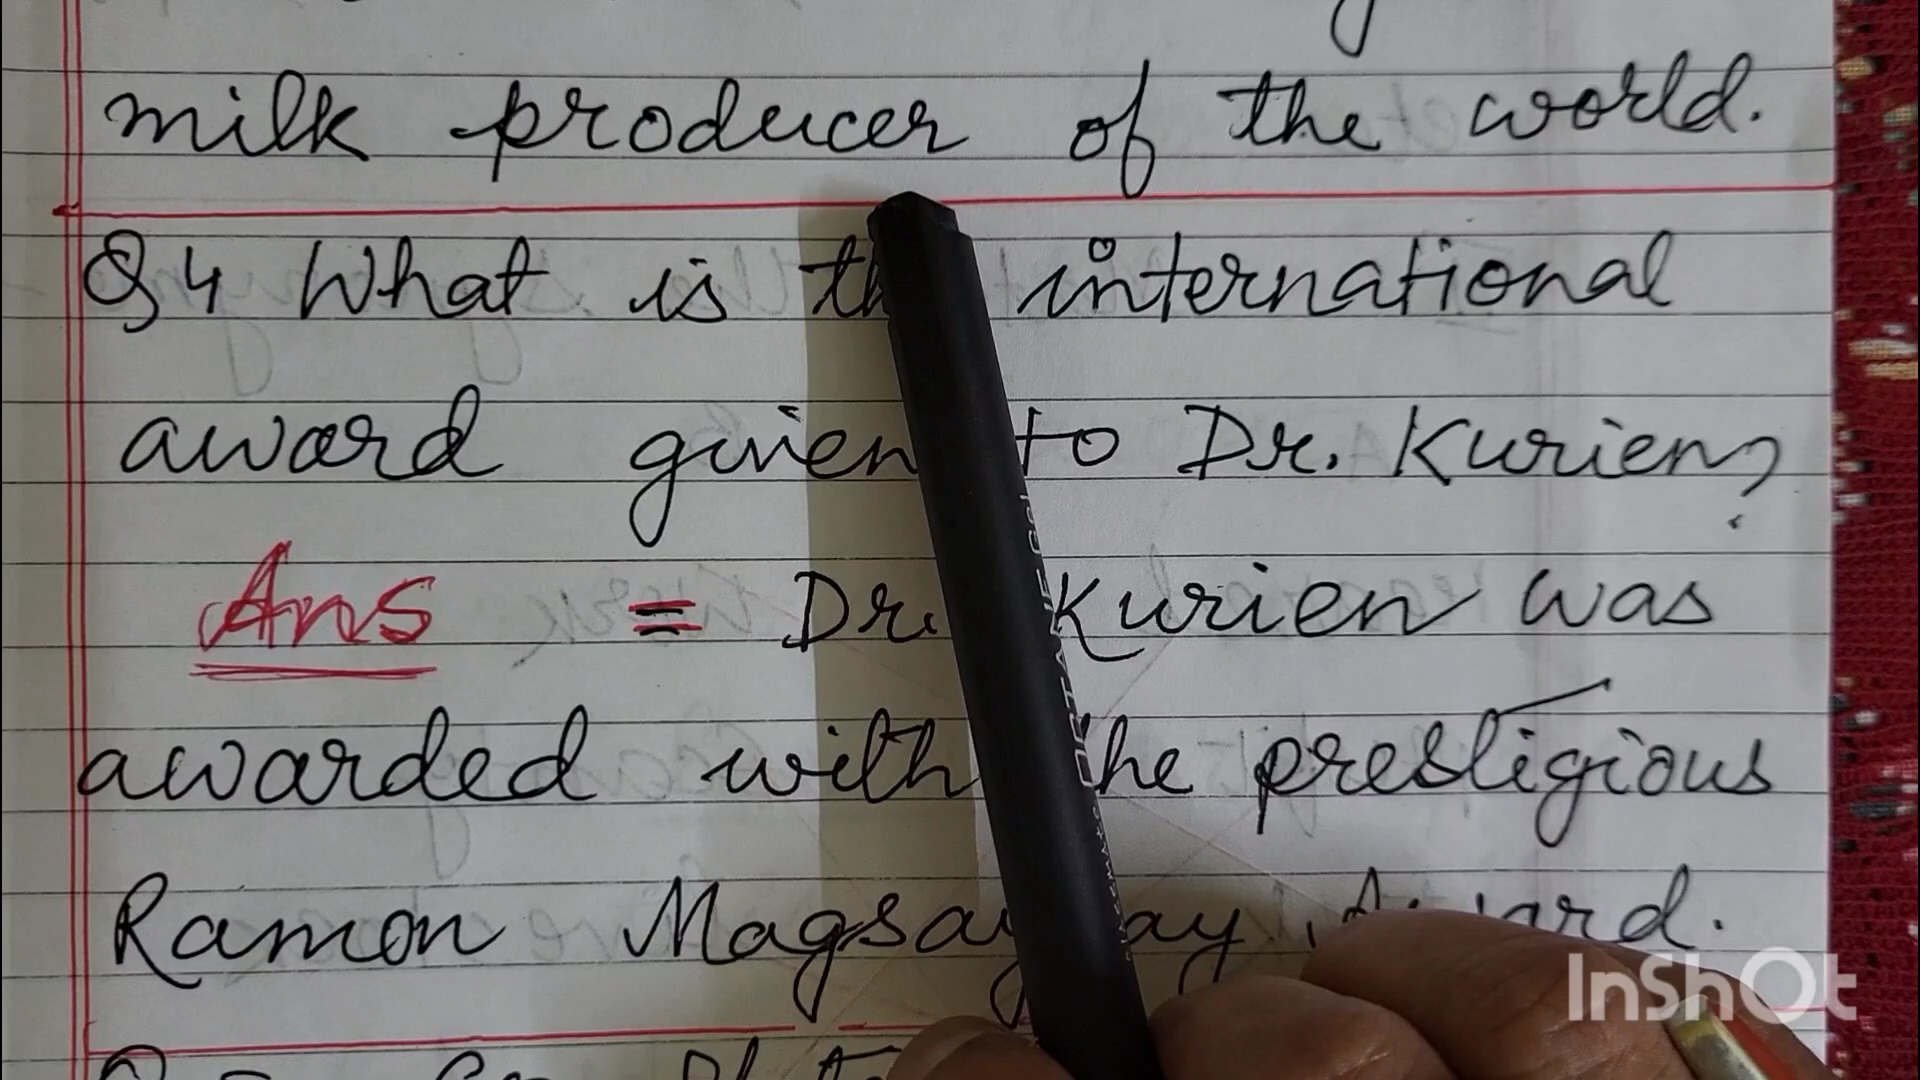 milk producer of the world.
Q4 What is the international
award given to Dr. Kurien?
Ans = Dr. Kurien was
awarded with the prestigious
Ramon Magsaysay Award.
InShOt